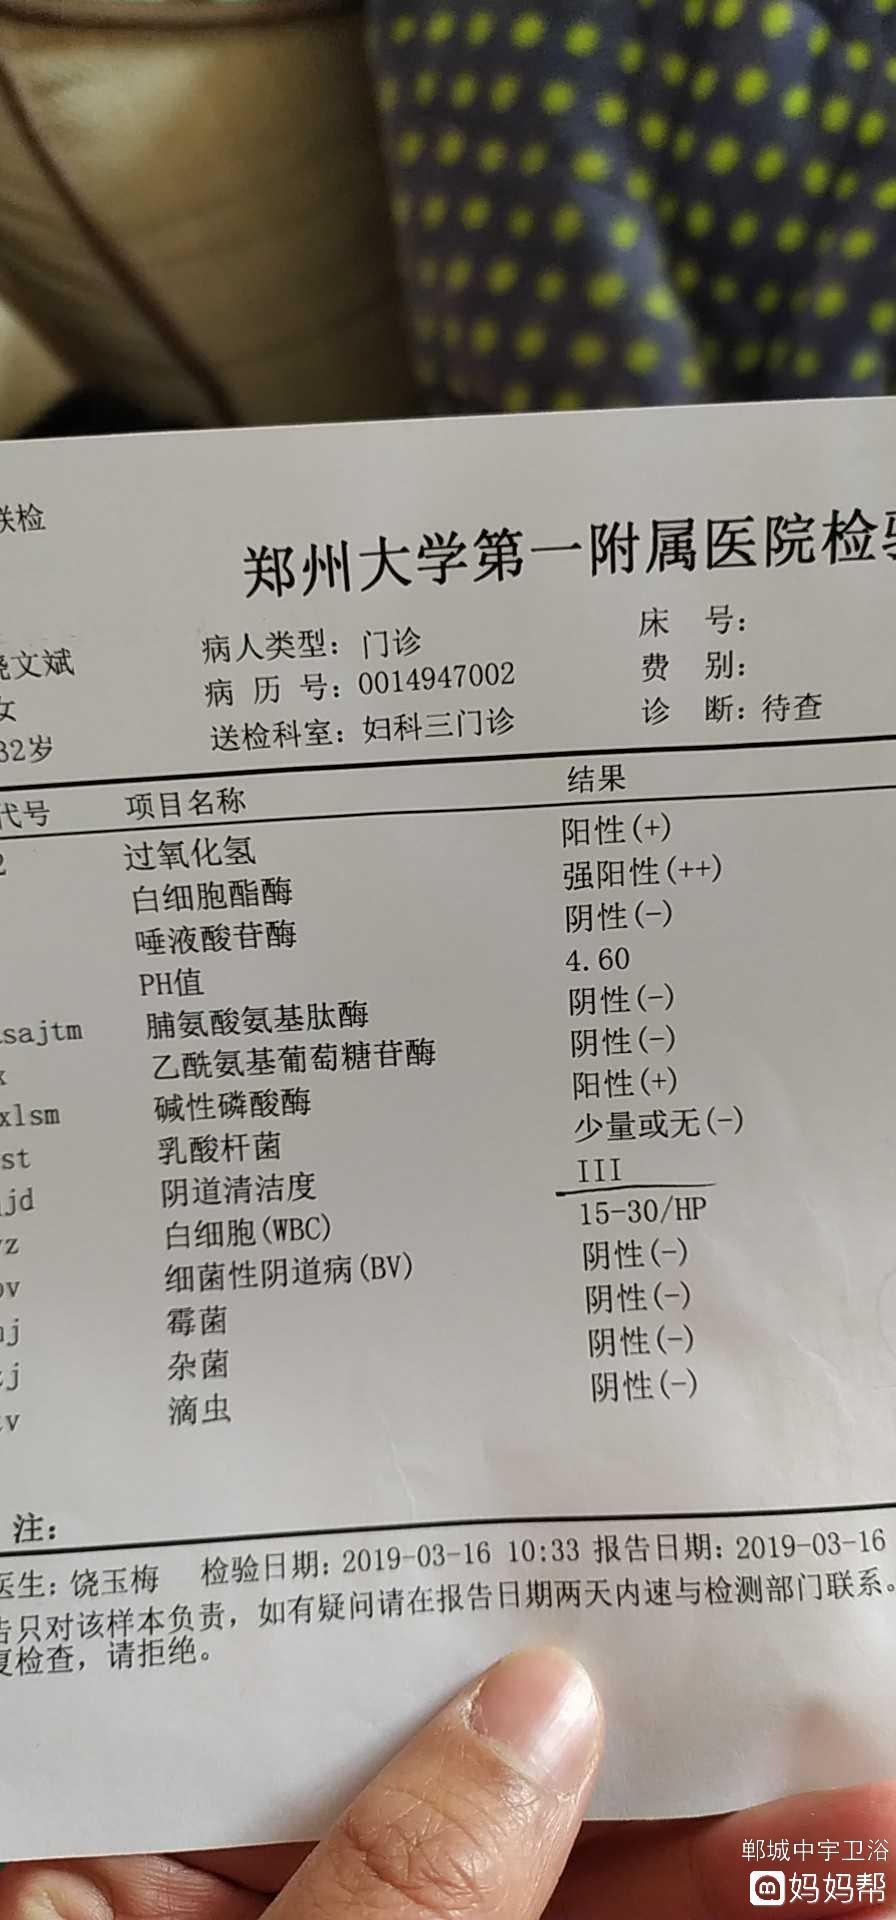 联检
郑州大学第一附属医院检验
饶文斌 病人类型：门诊 床 号：
女 病 历 号：0014947002 费 别：
32岁 送检科室：妇科三门诊 诊 断：待查
代号 项目名称 结果
2 过氧化氢 阳性(+)
白细胞酯酶 强阳性(++)
唾液酸苷酶 阴性(-)
PH值 4.60
asajtm 脯氨酸氨基肽酶 阴性(-)
x 乙酰氨基葡萄糖苷酶 阴性(-)
xlsm 碱性磷酸酶 阳性(+)
st 乳酸杆菌 少量或无(-)
jd 阴道清洁度 III
yz 白细胞(WBC) 15-30/HP
bv 细菌性阴道病(BV) 阴性(-)
mj 霉菌 阴性(-)
zj 杂菌 阴性(-)
tv 滴虫 阴性(-)
注：
医生：饶玉梅 检验日期：2019-03-16 10:33 报告日期：2019-03-16
告只对该样本负责，如有疑问请在报告日期两天内速与检测部门联系。
复检查，请拒绝。
郸城中宇卫浴
妈妈帮